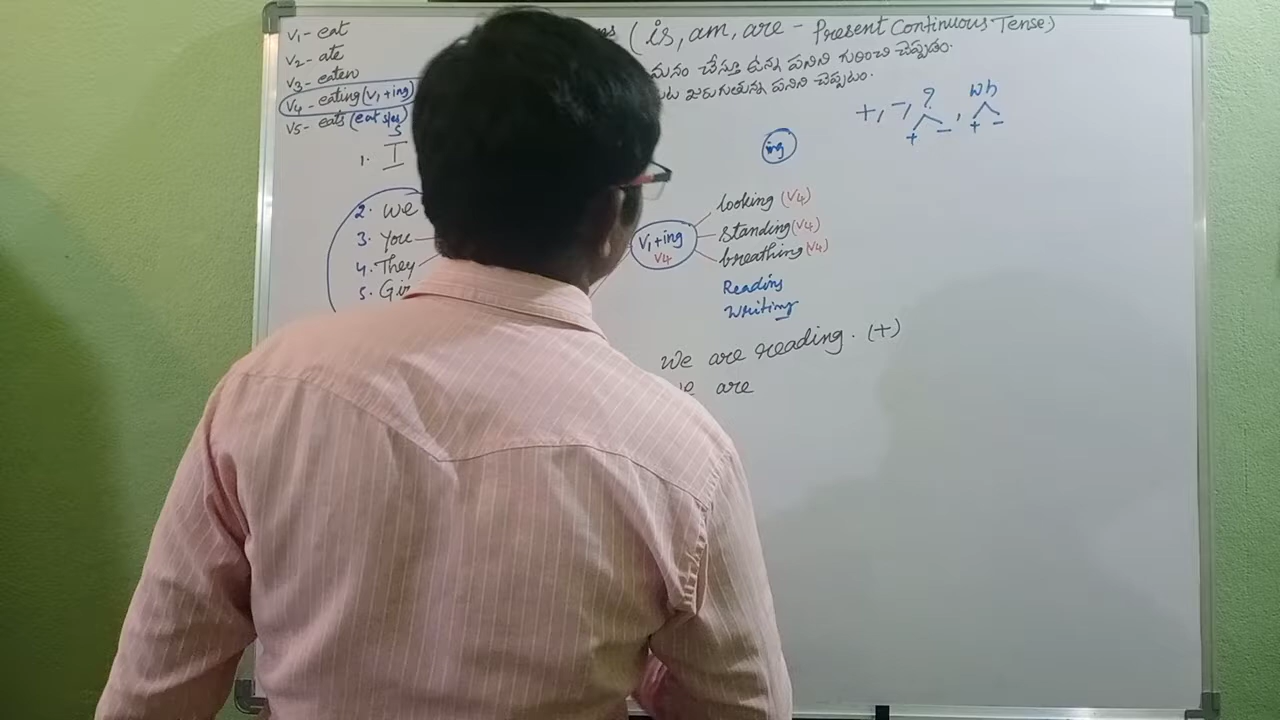 V1 - eat
V2 - ate
V3 - eaten
V4 - eating (V1+ing)
V5 - eats (eat s/es)
(is, am, are - Present Continuous Tense)
మనం చేస్తూ ఉన్న పనిని గురించి చెప్పుడం.
జరుగుతున్న పనిని చెప్పటం.
+, -, ?, wh
+ - + -
ing
S
1. I
2. We
3. You
4. They
5.
V1+ing
V4
looking (V4)
standing (V4)
breathing (V4)
Reading
Writing
We are reading. (+)
are